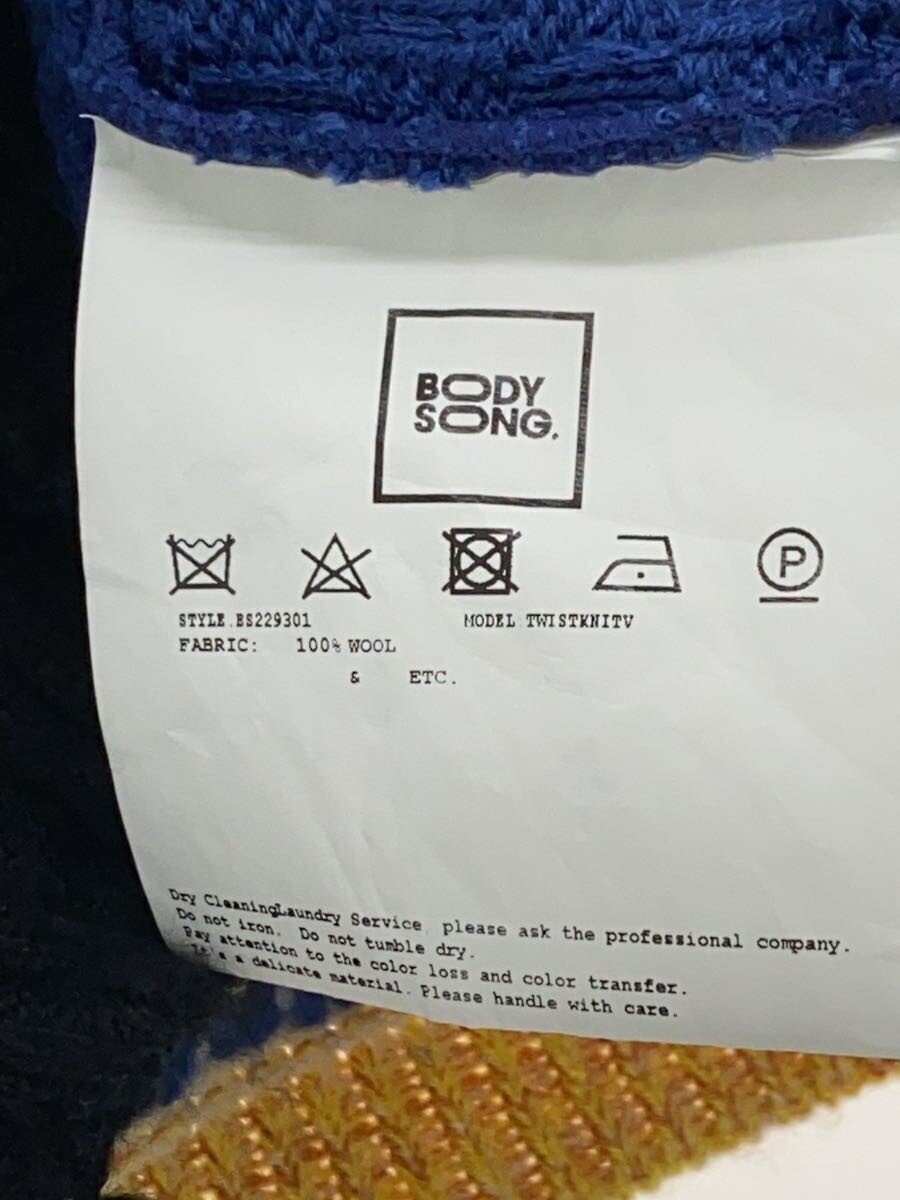 BODY
SONG.
P
STYLE.BS229301
MODEL:TWISTKNITV
FABRIC: 100% WOOL
& ETC.
Dry CleaningLaundry Service, please ask the professional company.
Do not iron. Do not tumble dry.
Pay attention to the color loss and color transfer.
It's a delicate material. Please handle with care.